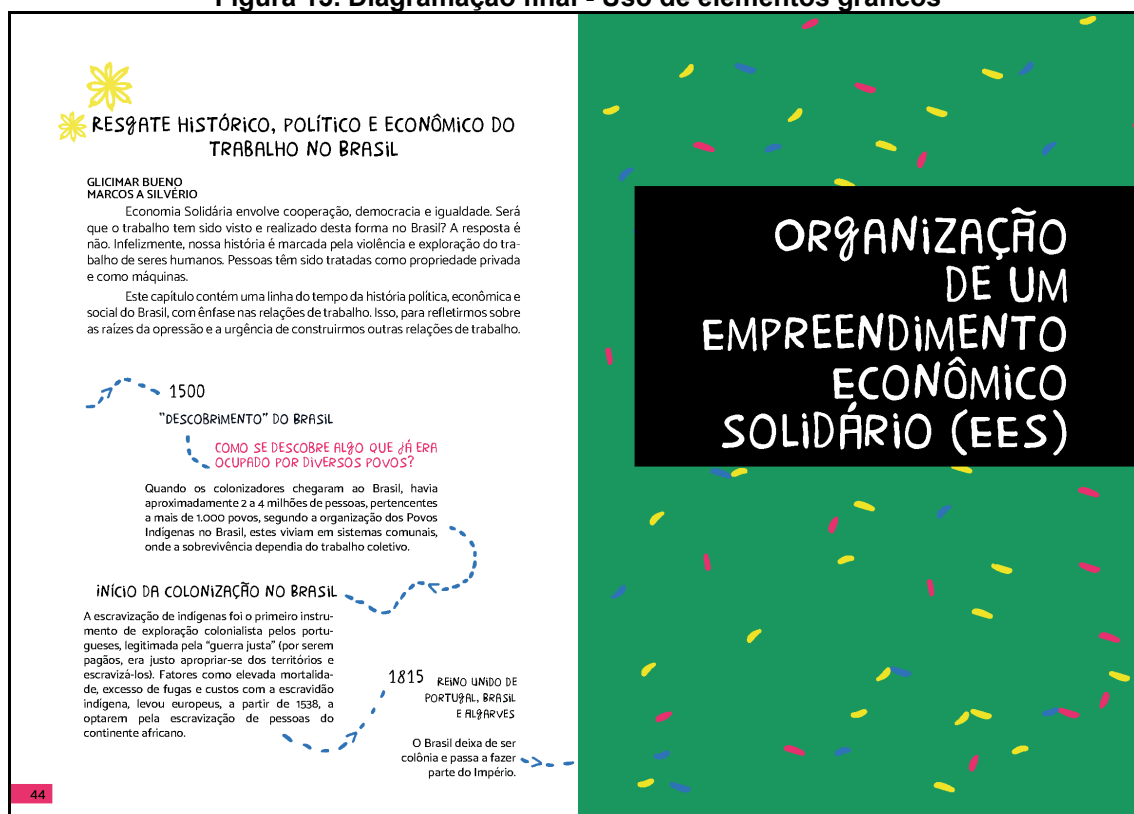 Figura 15. Diagramação final - Uso de elementos gráficos
RESGATE HISTÓRICO, POLÍTICO E ECONÔMICO DO
TRABALHO NO BRASIL
GLICIMAR BUENO
MARCOS A SILVÉRIO
Economia Solidária envolve cooperação, democracia e igualdade. Será
que o trabalho tem sido visto e realizado desta forma no Brasil? A resposta é
não. Infelizmente, nossa história é marcada pela violência e exploração do tra-
balho de seres humanos. Pessoas têm sido tratadas como propriedade privada
e como máquinas.
Este capítulo contém uma linha do tempo da história política, econômica e
social do Brasil, com ênfase nas relações de trabalho. Isso, para refletirmos sobre
as raízes da opressão e a urgência de construirmos outras relações de trabalho.
1500
"DESCOBRIMENTO" DO BRASIL
COMO SE DESCOBRE ALGO QUE JÁ ERA
OCUPADO POR DIVERSOS POVOS?
Quando os colonizadores chegaram ao Brasil, havia
aproximadamente 2 a 4 milhões de pessoas, pertencentes
a mais de 1.000 povos, segundo a organização dos Povos
Indígenas no Brasil, estes viviam em sistemas comunais,
onde a sobrevivência dependia do trabalho coletivo.
INÍCIO DA COLONIZAÇÃO NO BRASIL
A escravização de indígenas foi o primeiro instru-
mento de exploração colonialista pelos portu-
gueses, legitimada pela “guerra justa” (por serem
pagãos, era justo apropriar-se dos territórios e
escravizá-los). Fatores como elevada mortalida-
de, excesso de fugas e custos com a escravidão
indígena, levou europeus, a partir de 1538, a
optarem pela escravização de pessoas do
continente africano.
1815 REINO UNIDO DE
PORTUGAL, BRASIL
E ALGARVES
O Brasil deixa de ser
colônia e passa a fazer
parte do Império.
44
ORGANIZAÇÃO
DE UM
EMPREENDIMENTO
ECONÔMICO
SOLIDÁRIO (EES)